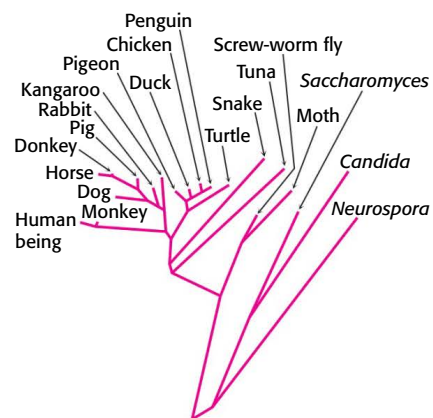 Penguin
Chicken
Pigeon
Duck
Kangaroo
Rabbit
Pig
Donkey
Horse
Dog
Monkey
Human
being
Screw-worm fly
Tuna
Snake
Turtle
Saccharomyces
Moth
Candida
Neurospora